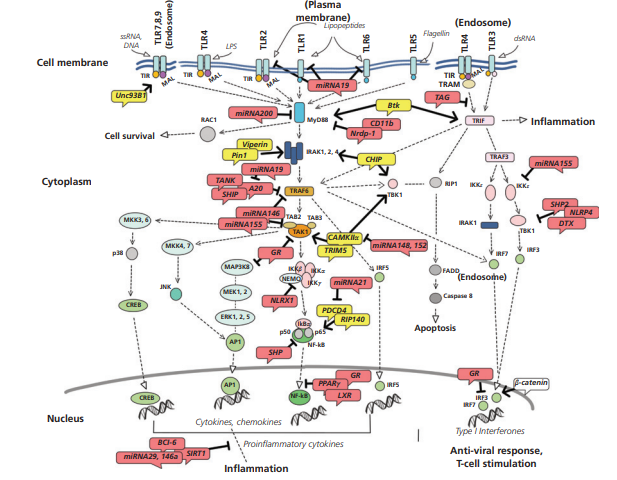 (Plasma
membrane)
ssRNA,
DNA
TLR7,8,9
(Endosome)
TLR4
LPS
TLR2
TLR1
Lipopeptides
TLR6
TLR5
Flagellin
(Endosome)
TLR4
TLR3
dsRNA
Cell membrane
TIR
MAL
TIR
MAL
TIR
MAL
TIR
MAL
TRAM
Unc93B1
miRNA19
TAG
Btk
miRNA200
MyD88
CD11b
Nrdp-1
TRIF
Inflammation
RAC1
Cell survival
Viperin
Pin1
IRAK1, 2, 4
CHIP
TRAF3
miRNA155
miRNA19
Cytoplasm
TANK
A20
SHIP
TRAF6
TBK1
RIP1
IKKε
IKKε
SHP2
NLRP4
DTX
miRNA146
miRNA155
TAB2
TAB3
TAK1
MKK3, 6
MKK4, 7
CAMKIIα
TRIM5
miRNA148, 152
IRAK1
TBK1
p38
GR
MAP3K8
IKKβ
IKKα
NEMO
IKKγ
IRF5
IRF7
IRF3
(Endosome)
FADD
JNK
MEK1, 2
miRNA21
NLRX1
Caspase 8
CREB
ERK1, 2, 5
PDCD4
RIP140
IkBα
p50
p65
NF-kB
Apoptosis
AP1
SHP
GR
PPARγ
LXR
AP1
CREB
NF-kB
IRF5
GR
β-catenin
IRF3
IRF7
Nucleus
Cytokines, chemokines
Type I Interferones
BCl-6
SIRT1
miRNA29, 146a
Proinflammatory cytokines
Inflammation
Anti-viral response,
T-cell stimulation